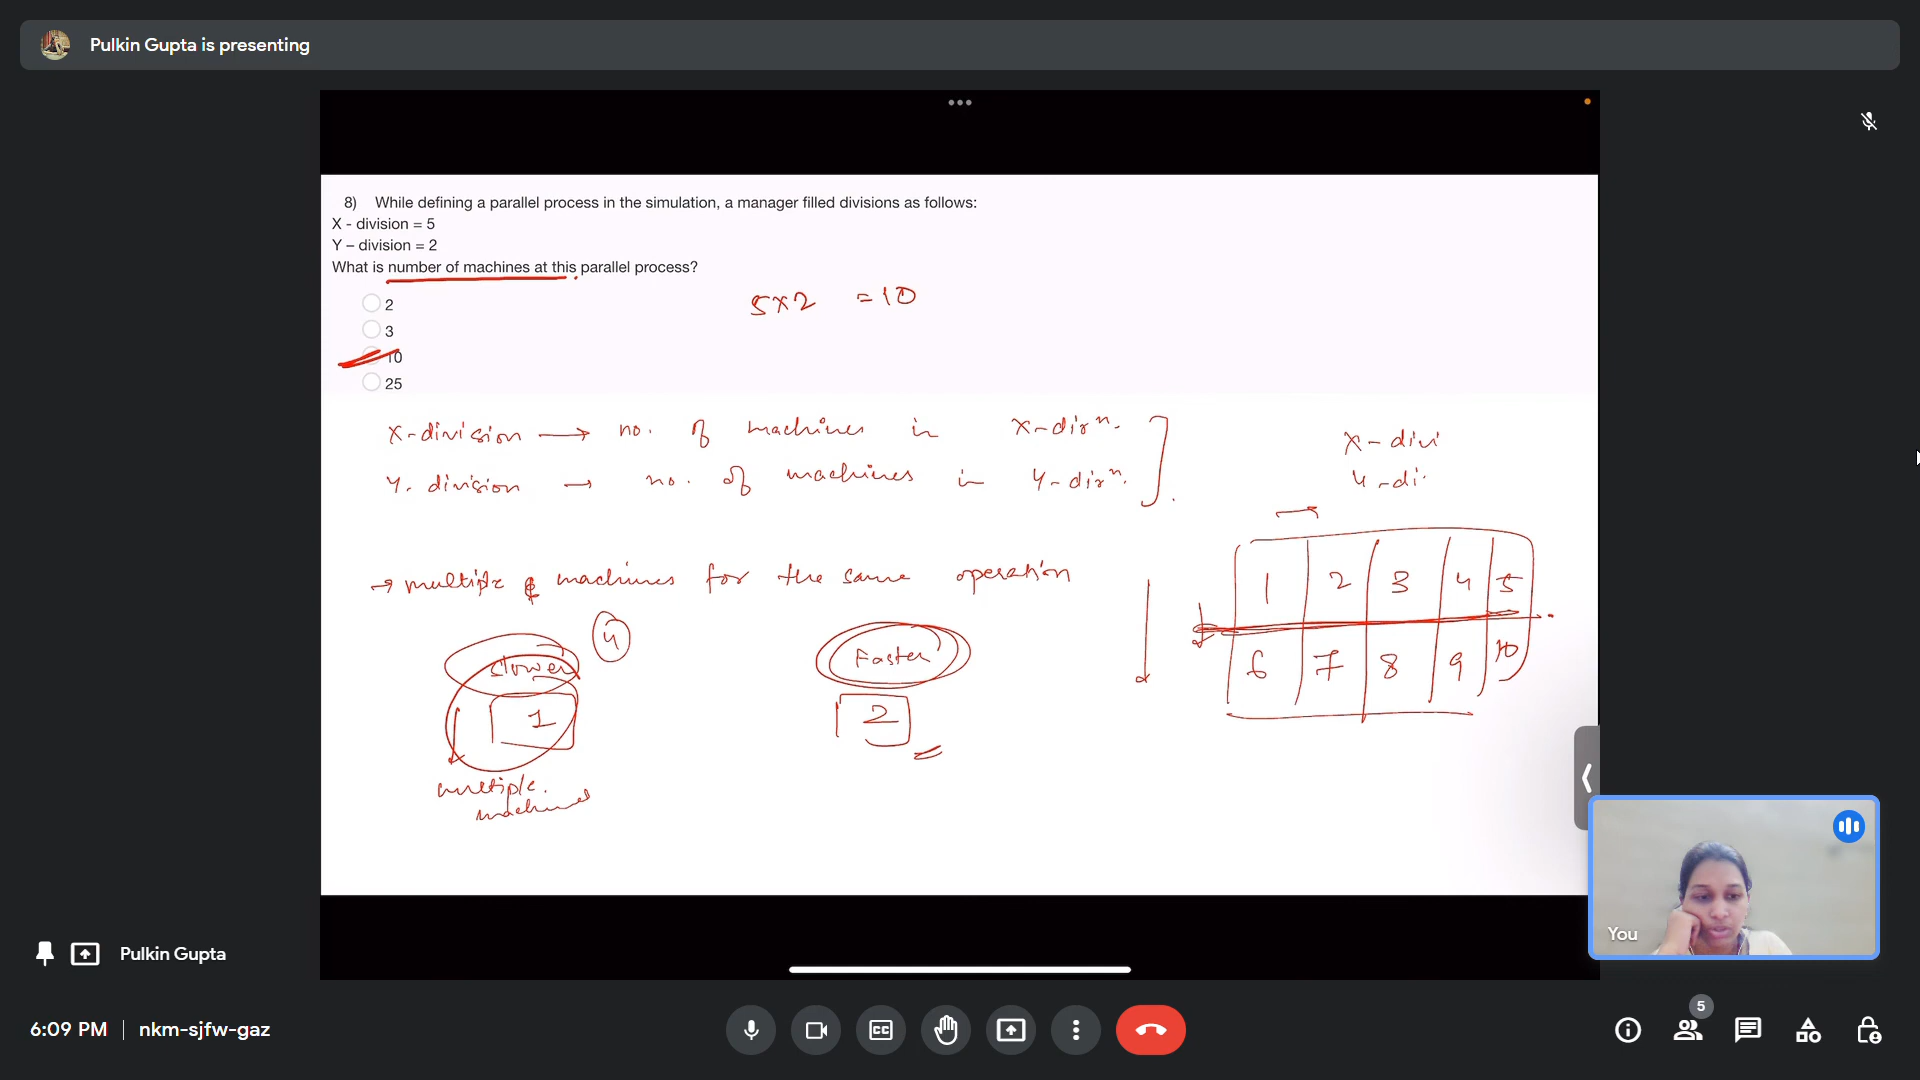 Pulkin Gupta is presenting
8) While defining a parallel process in the simulation, a manager filled divisions as follows:
X - division = 5
Y – division = 2
What is number of machines at this parallel process?
2
3
10
25
5x2 = 10
X-division → no. of machines in X-dirⁿ.
Y-division → no. of machines in Y-dirⁿ.
X - divi
Y - di
→ multiple machines for the same operation
1 2 3 4 5
6 7 8 9 10
slower 4
1
multiple machines
Faster
2
You
Pulkin Gupta
6:09 PM | nkm-sjfw-gaz
CC
5